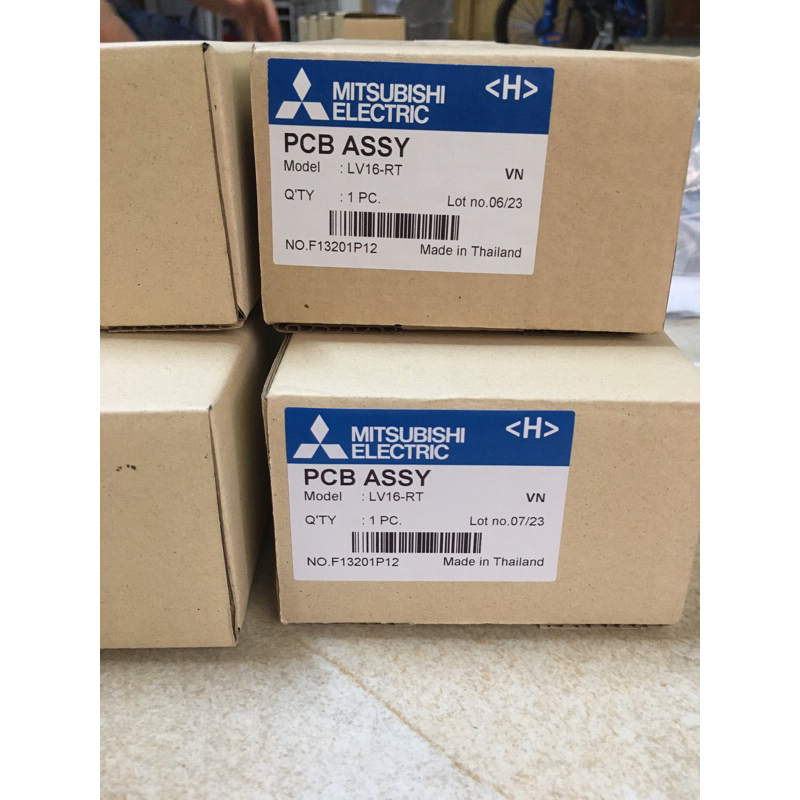 MITSUBISHI
ELECTRIC
<H>
PCB ASSY
Model : LV16-RT
VN
Q'TY : 1 PC.
Lot no.06/23
NO.F13201P12
Made in Thailand
MITSUBISHI
ELECTRIC
<H>
PCB ASSY
Model : LV16-RT
VN
Q'TY : 1 PC.
Lot no.07/23
NO.F13201P12
Made in Thailand